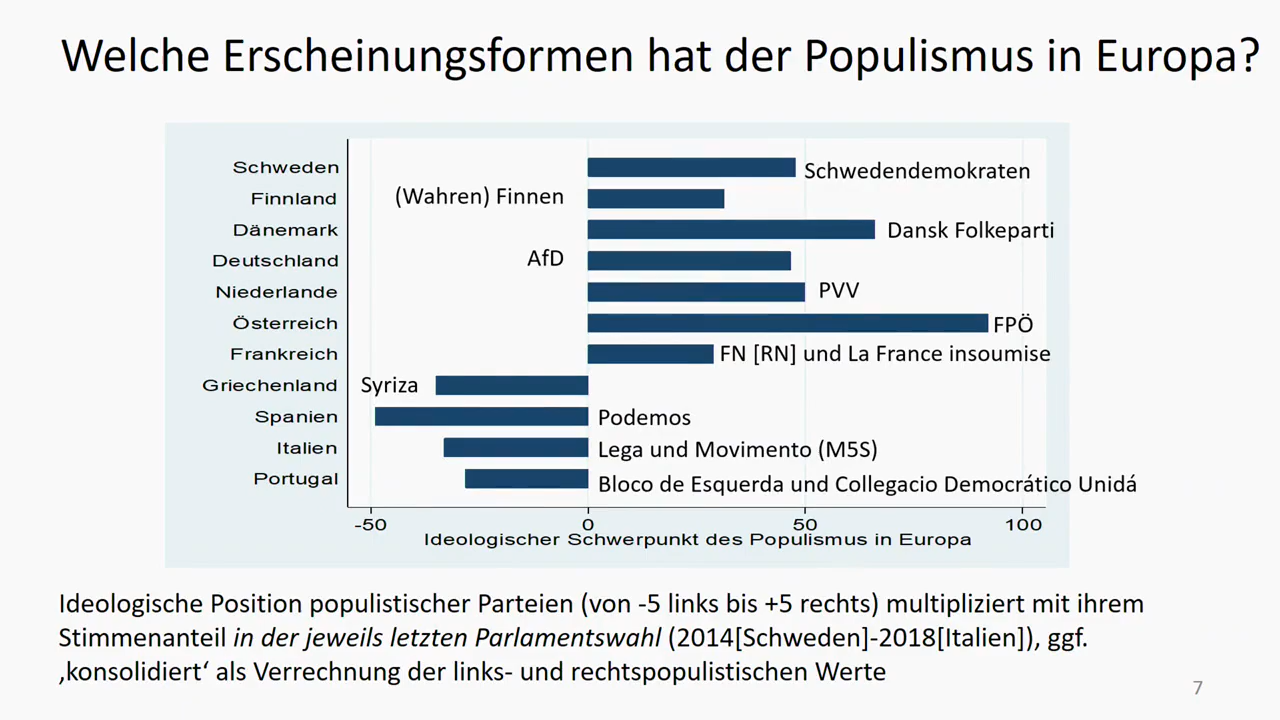 Welche Erscheinungsformen hat der Populismus in Europa?
Schweden Schwedendemokraten
Finnland (Wahren) Finnen
Dänemark Dansk Folkeparti
Deutschland AfD
Niederlande PVV
Österreich FPÖ
Frankreich FN [RN] und La France insoumise
Griechenland Syriza
Spanien Podemos
Italien Lega und Movimento (M5S)
Portugal Bloco de Esquerda und Collegacio Democrático Unidá
-50 0 50 100
Ideologischer Schwerpunkt des Populismus in Europa
Ideologische Position populistischer Parteien (von -5 links bis +5 rechts) multipliziert mit ihrem
Stimmenanteil in der jeweils letzten Parlamentswahl (2014[Schweden]-2018[Italien]), ggf.
‚konsolidiert‘ als Verrechnung der links- und rechtspopulistischen Werte
7